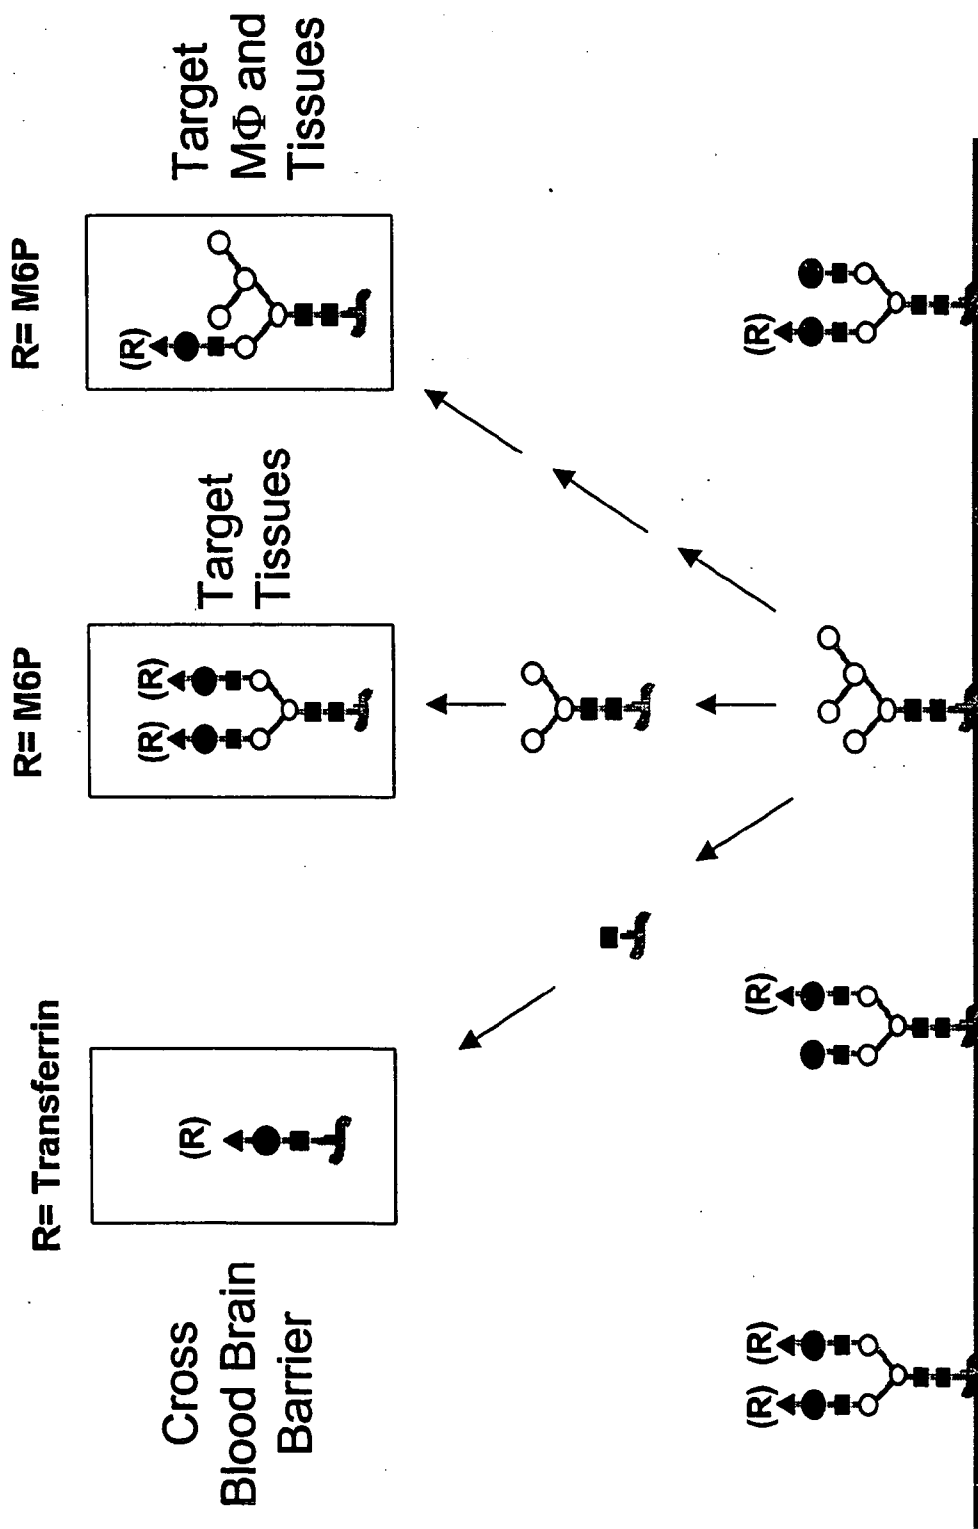 R= Transferrin
R= M6P
R= M6P
Cross
Blood Brain
Barrier
(R)
(R)
(R)
Target
Tissues
(R)
Target
MΦ and
Tissues
(R)
(R)
(R)
(R)